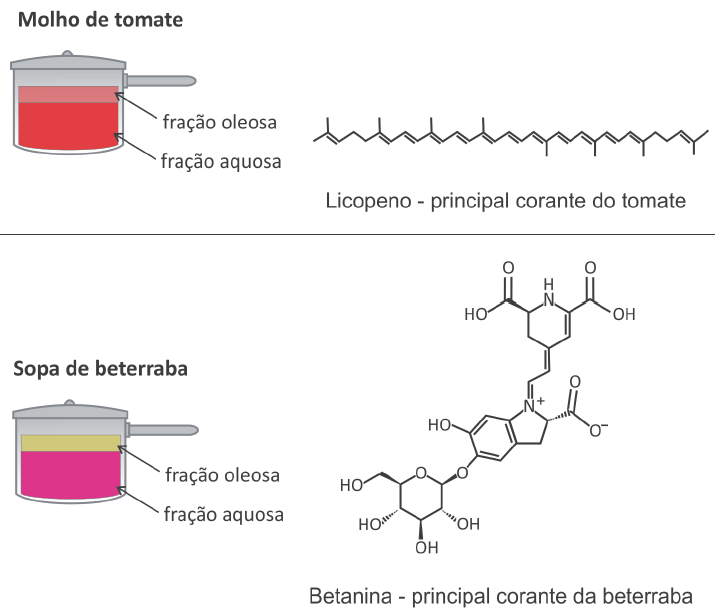 Molho de tomate
fração oleosa
fração aquosa
Licopeno - principal corante do tomate
Sopa de beterraba
fração oleosa
fração aquosa
O
H
N
O
HO
OH
N+
O
O−
HO
O
O
HO
HO
OH
OH
Betanina - principal corante da beterraba